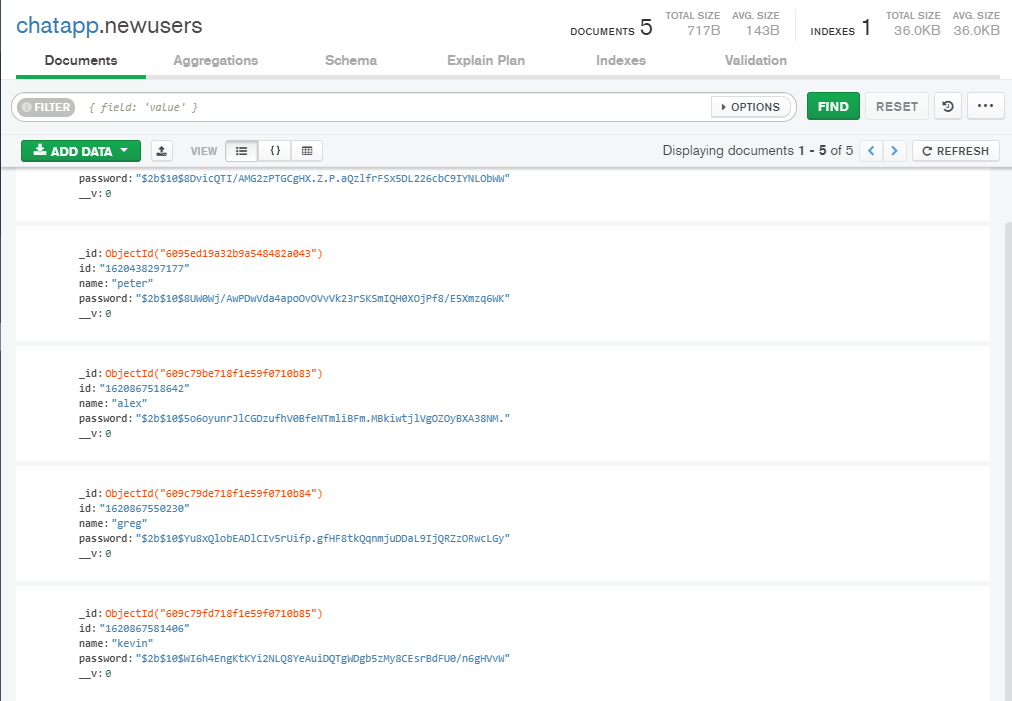 chatapp.newusers
DOCUMENTS 5 TOTAL SIZE 717B AVG. SIZE 143B INDEXES 1 TOTAL SIZE 36.0KB AVG. SIZE 36.0KB
Documents Aggregations Schema Explain Plan Indexes Validation
FILTER { field: 'value' } OPTIONS FIND RESET
ADD DATA VIEW { } Displaying documents 1 - 5 of 5 REFRESH
password: "$2b$10$8DvicQTI/AMG2zPTGCgHX.Z.P.aQzlfrFSx5DL226cbC9IYNLObWW"
__v: 0
_id: ObjectId("6095ed19a32b9a548482a043")
id: "1620438297177"
name: "peter"
password: "$2b$10$8UW0Wj/AwPDwVda4apoOvOVvVk23rSKSmIQH0XOjPf8/E5Xmzq6WK"
__v: 0
_id: ObjectId("609c79be718f1e59f0710b83")
id: "1620867518642"
name: "alex"
password: "$2b$10$5o6oyunrJlCGDzufhV0BfeNTmliBFm.MBkiwtjlVgOZOyBXA38NM."
__v: 0
_id: ObjectId("609c79de718f1e59f0710b84")
id: "1620867550230"
name: "greg"
password: "$2b$10$Yu8xQlobEADlCIv5rUifp.gfHF8tkQqnmjuDDaL9IjQRZzORwcLGy"
__v: 0
_id: ObjectId("609c79fd718f1e59f0710b85")
id: "1620867581406"
name: "kevin"
password: "$2b$10$WI6h4EngKtKYi2NLQ8YeAuiDQTgWDgb5zMy8CEsrBdFU0/n6gHVvW"
__v: 0